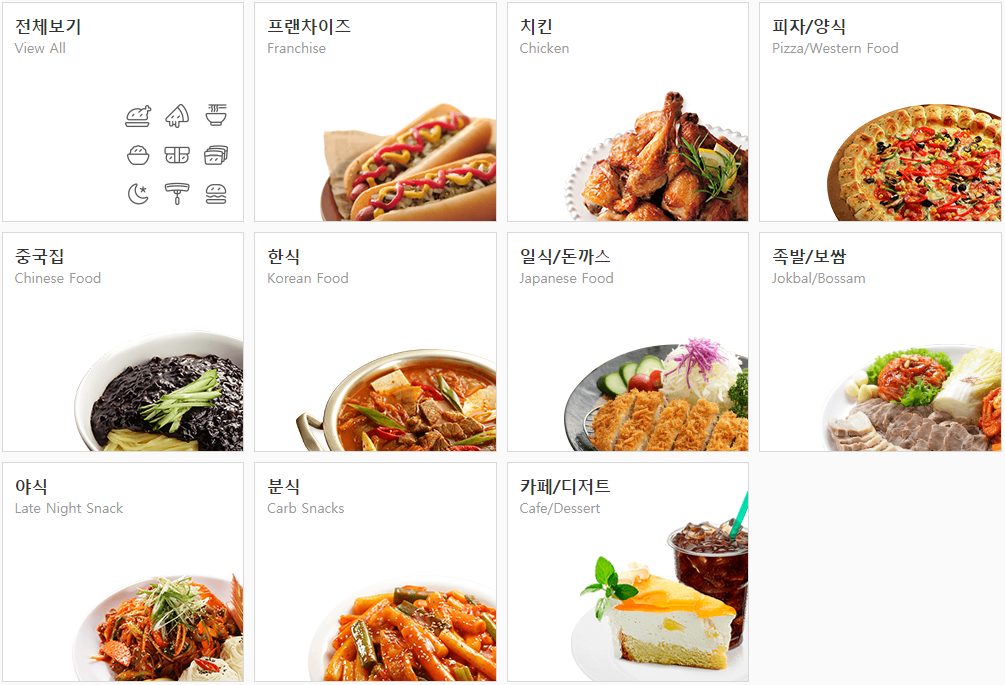 전체보기
View All
프랜차이즈
Franchise
치킨
Chicken
피자/양식
Pizza/Western Food
중국집
Chinese Food
한식
Korean Food
일식/돈까스
Japanese Food
족발/보쌈
Jokbal/Bossam
야식
Late Night Snack
분식
Carb Snacks
카페/디저트
Cafe/Dessert